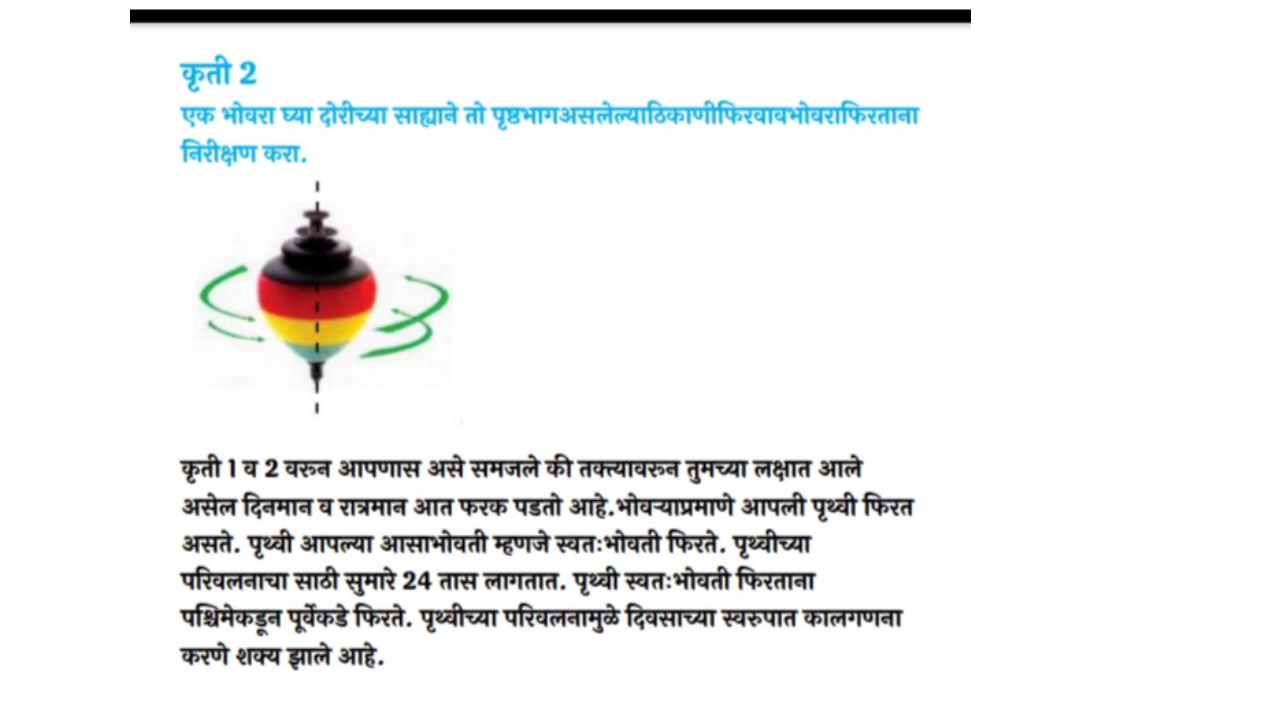 कृती 2
एक भोवरा घ्या दोरीच्या साह्याने तो पृष्ठभागअसलेल्याठिकाणीफिरवावभोवराफिरताना
निरीक्षण करा.
कृती 1 व 2 वरून आपणास असे समजले की तक्त्यावरून तुमच्या लक्षात आले
असेल दिनमान व रात्रमान आत फरक पडतो आहे.भोवऱ्याप्रमाणे आपली पृथ्वी फिरत
असते. पृथ्वी आपल्या आसाभोवती म्हणजे स्वतःभोवती फिरते. पृथ्वीच्या
परिवलनाचा साठी सुमारे 24 तास लागतात. पृथ्वी स्वतःभोवती फिरताना
पश्चिमेकडून पूर्वेकडे फिरते. पृथ्वीच्या परिवलनामुळे दिवसाच्या स्वरुपात कालगणना
करणे शक्य झाले आहे.